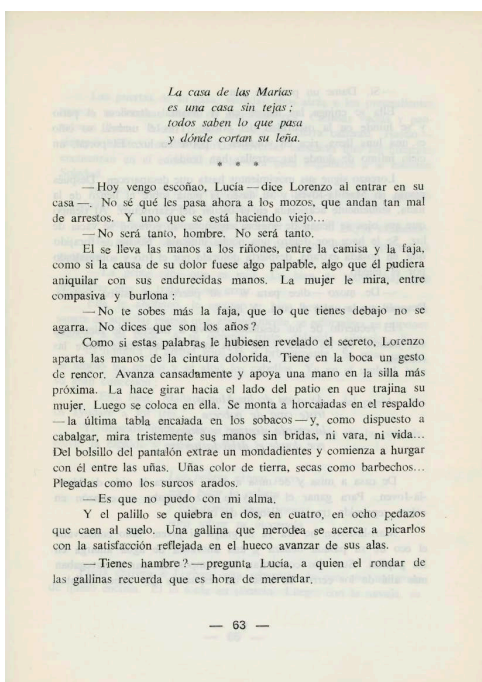 La casa de las Marías
es una casa sin tejas ;
todos saben lo que pasa
y dónde cortan su leña.
* * *
— Hoy vengo escoñao, Lucía — dice Lorenzo al entrar en su
casa —. No sé qué les pasa ahora a los mozos, que andan tan mal
de arrestos. Y uno que se está haciendo viejo...
— No será tanto, hombre. No será tanto.
El se lleva las manos a los riñones, entre la camisa y la faja,
como si la causa de su dolor fuese algo palpable, algo que él pudiera
aniquilar con sus endurecidas manos. La mujer le mira, entre
compasiva y burlona :
— No te sobes más la faja, que lo que tienes debajo no se
agarra. No dices que son los años ?
Como si estas palabras le hubiesen revelado el secreto, Lorenzo
aparta las manos de la cintura dolorida. Tiene en la boca un gesto
de rencor. Avanza cansadamente y apoya una mano en la silla más
próxima. La hace girar hacia el lado del patio en que trajina su
mujer. Luego se coloca en ella. Se monta a horcajadas en el respaldo
— la última tabla encajada en los sobacos — y, como dispuesto a
cabalgar, mira tristemente sus manos sin bridas, ni vara, ni vida...
Del bolsillo del pantalón extrae un mondadientes y comienza a hurgar
con él entre las uñas. Uñas color de tierra, secas como barbechos...
Plegadas como los surcos arados.
— Es que no puedo con mi alma.
Y el palillo se quiebra en dos, en cuatro, en ocho pedazos
que caen al suelo. Una gallina que merodea se acerca a picarlos
con la satisfacción reflejada en el hueco avanzar de sus alas.
— Tienes hambre ? — pregunta Lucía, a quien el rondar de
las gallinas recuerda que es hora de merendar.
— 63 —